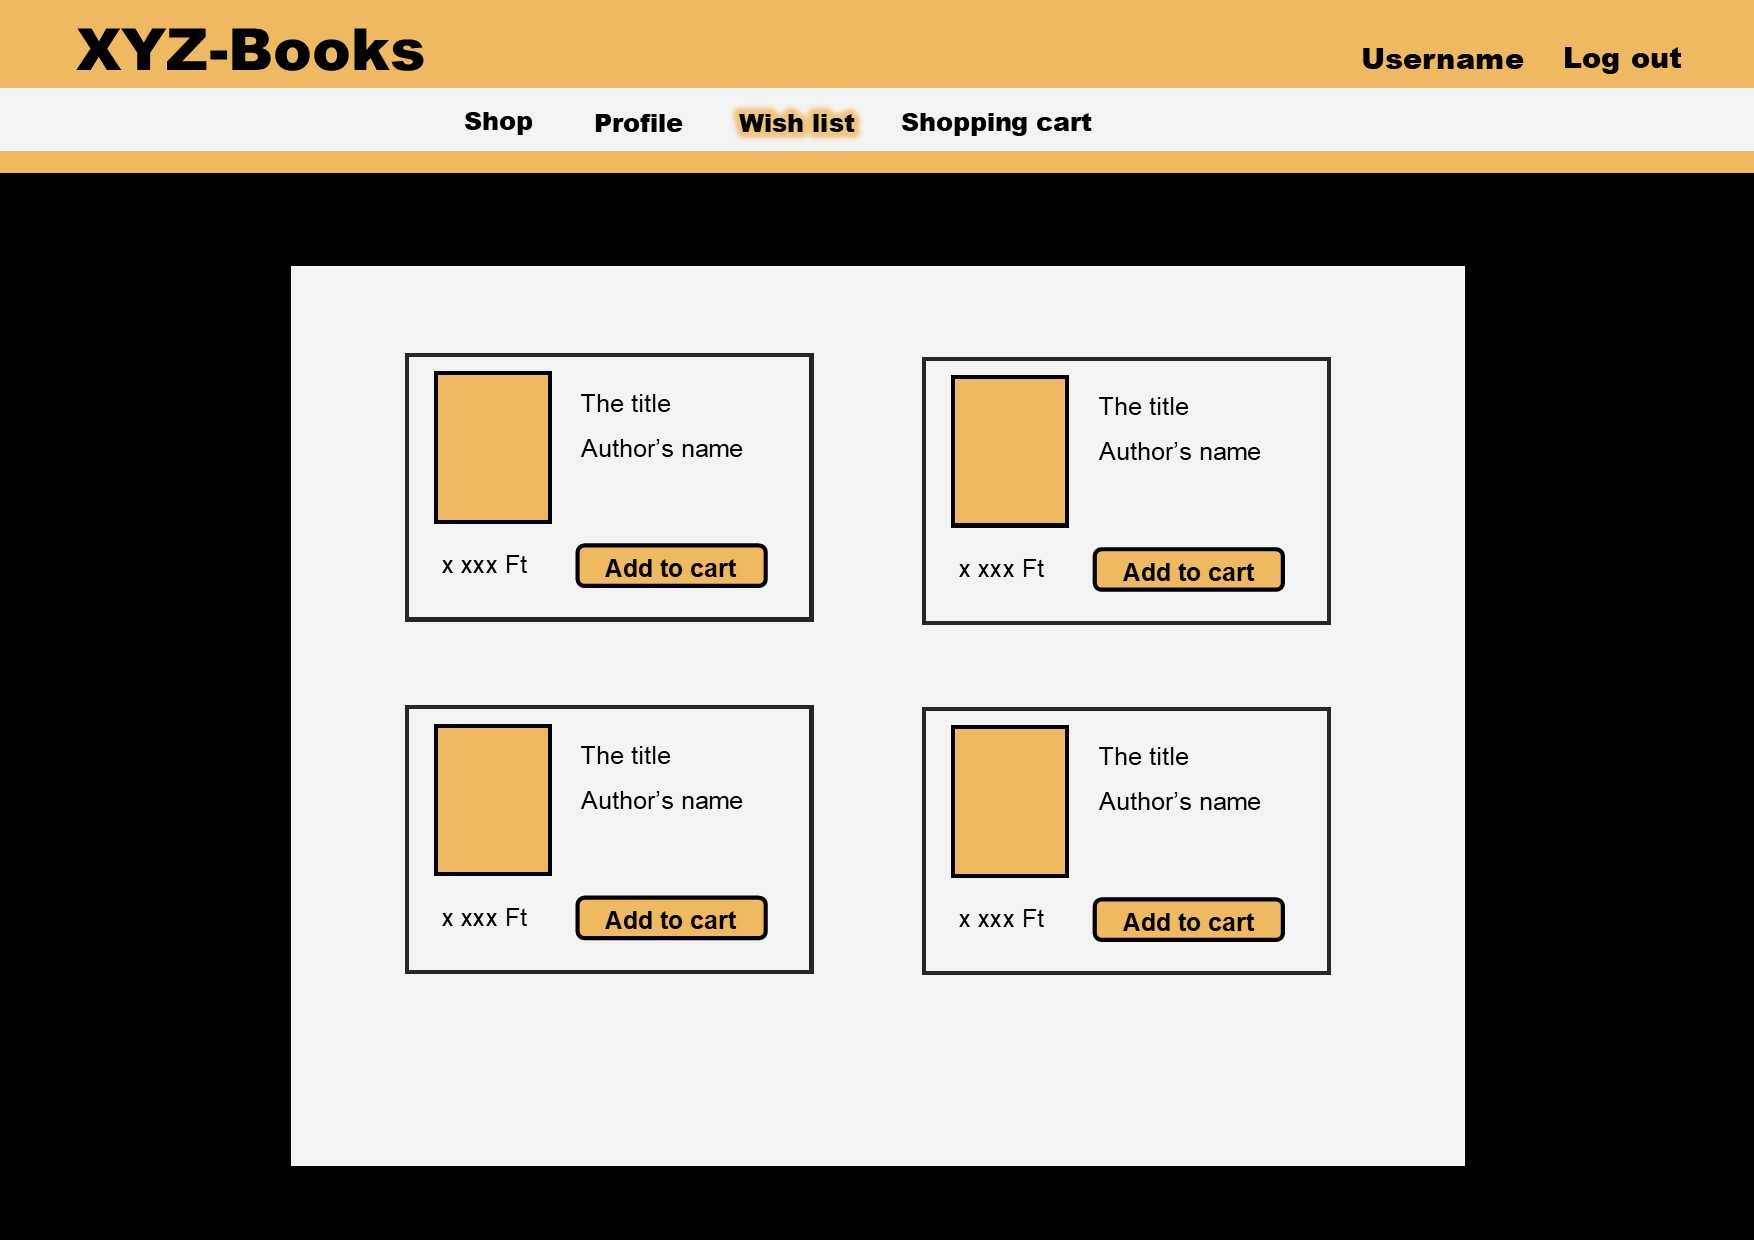 XYZ-Books
Username Log out
Shop Profile Wish list Shopping cart
The title
Author’s name
x xxx Ft Add to cart
The title
Author’s name
x xxx Ft Add to cart
The title
Author’s name
x xxx Ft Add to cart
The title
Author’s name
x xxx Ft Add to cart